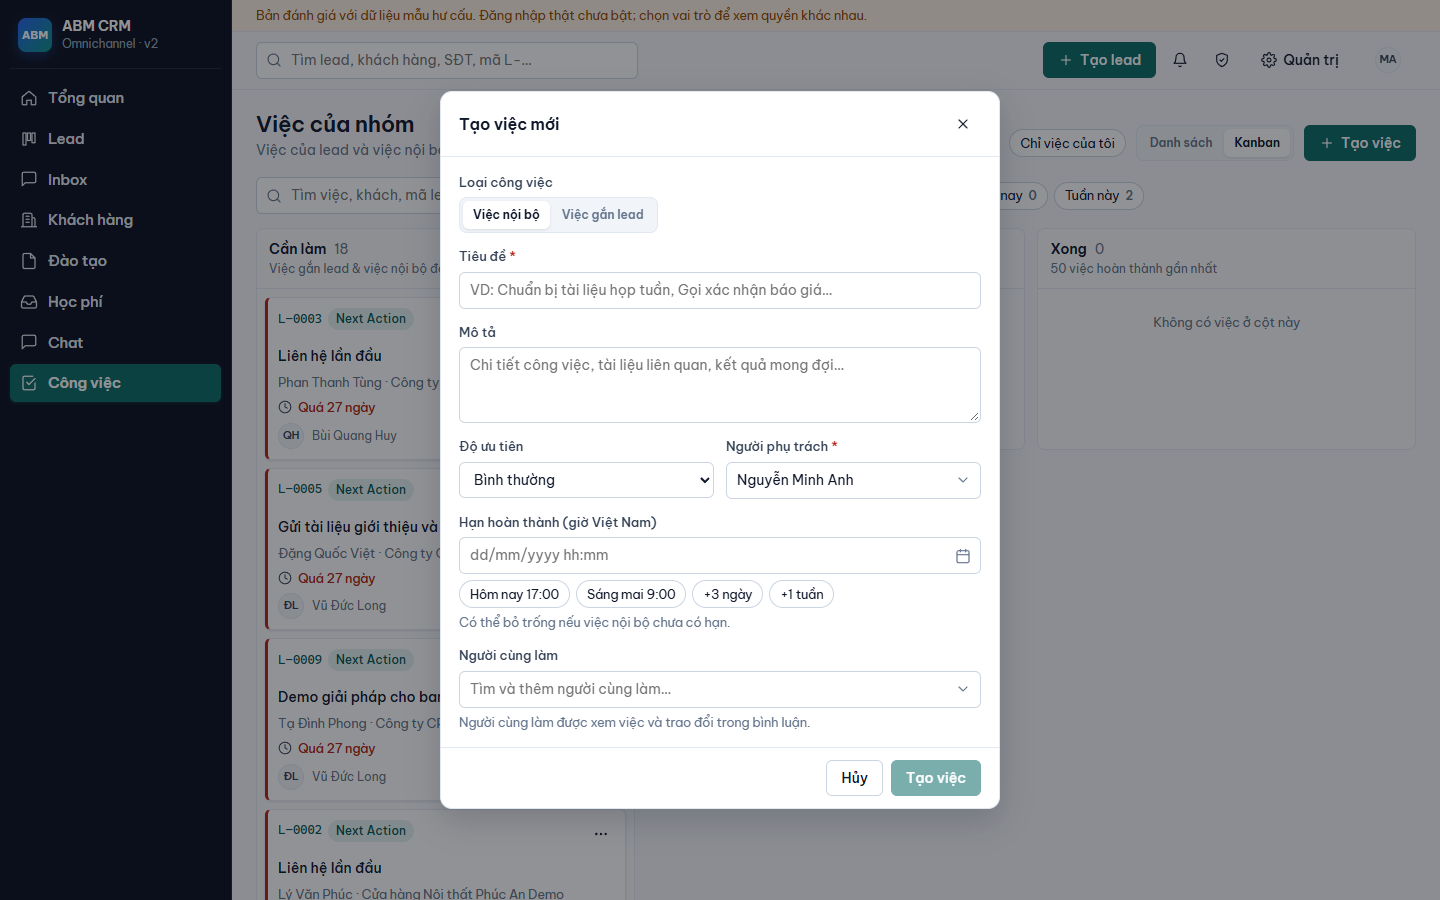 ABM
ABM CRM
Omnichannel · v2
Tổng quan
Lead
Inbox
Khách hàng
Đào tạo
Học phí
Chat
Công việc
Bản đánh giá với dữ liệu mẫu hư cấu. Đăng nhập thật chưa bật; chọn vai trò để xem quyền khác nhau.
Tìm lead, khách hàng, SĐT, mã L-...
Tạo lead
Quản trị
MA
Việc của nhóm
Việc của lead và việc nội
Chỉ việc của tôi
Danh sách
Kanban
Tạo việc
Tìm việc, khách, mã
nay 0
Tuần này 2
Cần làm 18
Việc gắn lead & việc nội bộ
L-0003 Next Action
Liên hệ lần đầu
Phan Thanh Tùng · Công ty
Quá 27 ngày
QH Bùi Quang Huy
L-0005 Next Action
Gửi tài liệu giới thiệu và
Đặng Quốc Việt · Công ty
Quá 27 ngày
ĐL Vũ Đức Long
L-0009 Next Action
Demo giải pháp cho
Tạ Đình Phong · Công ty
Quá 27 ngày
ĐL Vũ Đức Long
L-0002 Next Action ...
Liên hệ lần đầu
Lý Văn Phúc · Cửa hàng Nội thất Phúc An Demo
Xong 0
50 việc hoàn thành gần nhất
Không có việc ở cột này
Tạo việc mới
Loại công việc
Việc nội bộ
Việc gắn lead
Tiêu đề *
VD: Chuẩn bị tài liệu họp tuần, Gọi xác nhận báo giá...
Mô tả
Chi tiết công việc, tài liệu liên quan, kết quả mong đợi...
Độ ưu tiên
Người phụ trách *
Bình thường
Nguyễn Minh Anh
Hạn hoàn thành (giờ Việt Nam)
dd/mm/yyyy hh:mm
Hôm nay 17:00
Sáng mai 9:00
+3 ngày
+1 tuần
Có thể bỏ trống nếu việc nội bộ chưa có hạn.
Người cùng làm
Tìm và thêm người cùng làm...
Người cùng làm được xem việc và trao đổi trong bình luận.
Hủy
Tạo việc